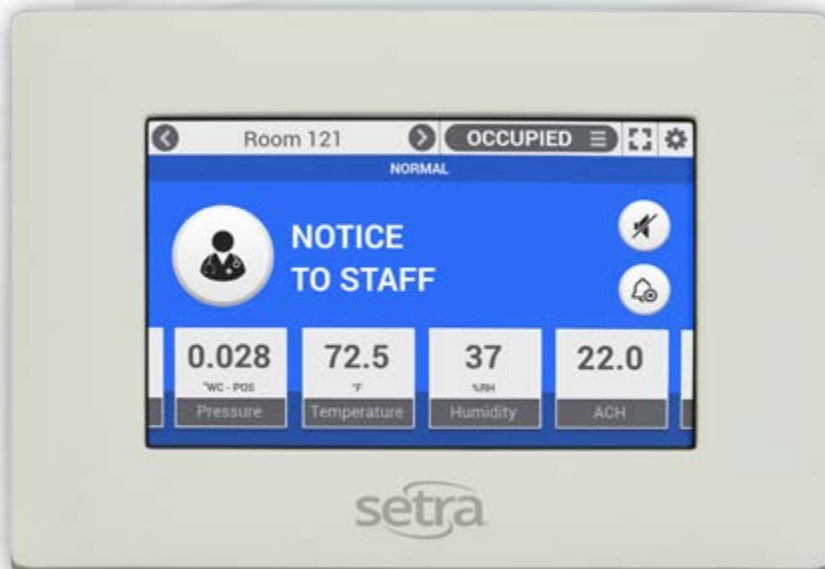 Room 121
OCCUPIED
NORMAL
NOTICE
TO STAFF
0.028
"WC - POS
Pressure
72.5
°F
Temperature
37
%RH
Humidity
22.0
ACH
setra